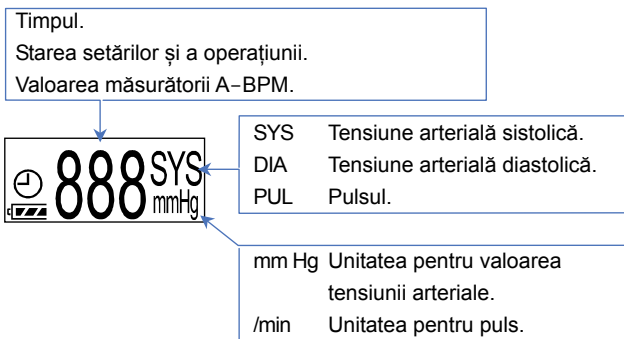 Timpul.
Starea setărilor și a operațiunii.
Valoarea măsurătorii A–BPM.
888 SYS
mmHg
SYS Tensiune arterială sistolică.
DIA Tensiune arterială diastolică.
PUL Pulsul.
mm Hg Unitatea pentru valoarea
tensiunii arteriale.
/min Unitatea pentru puls.